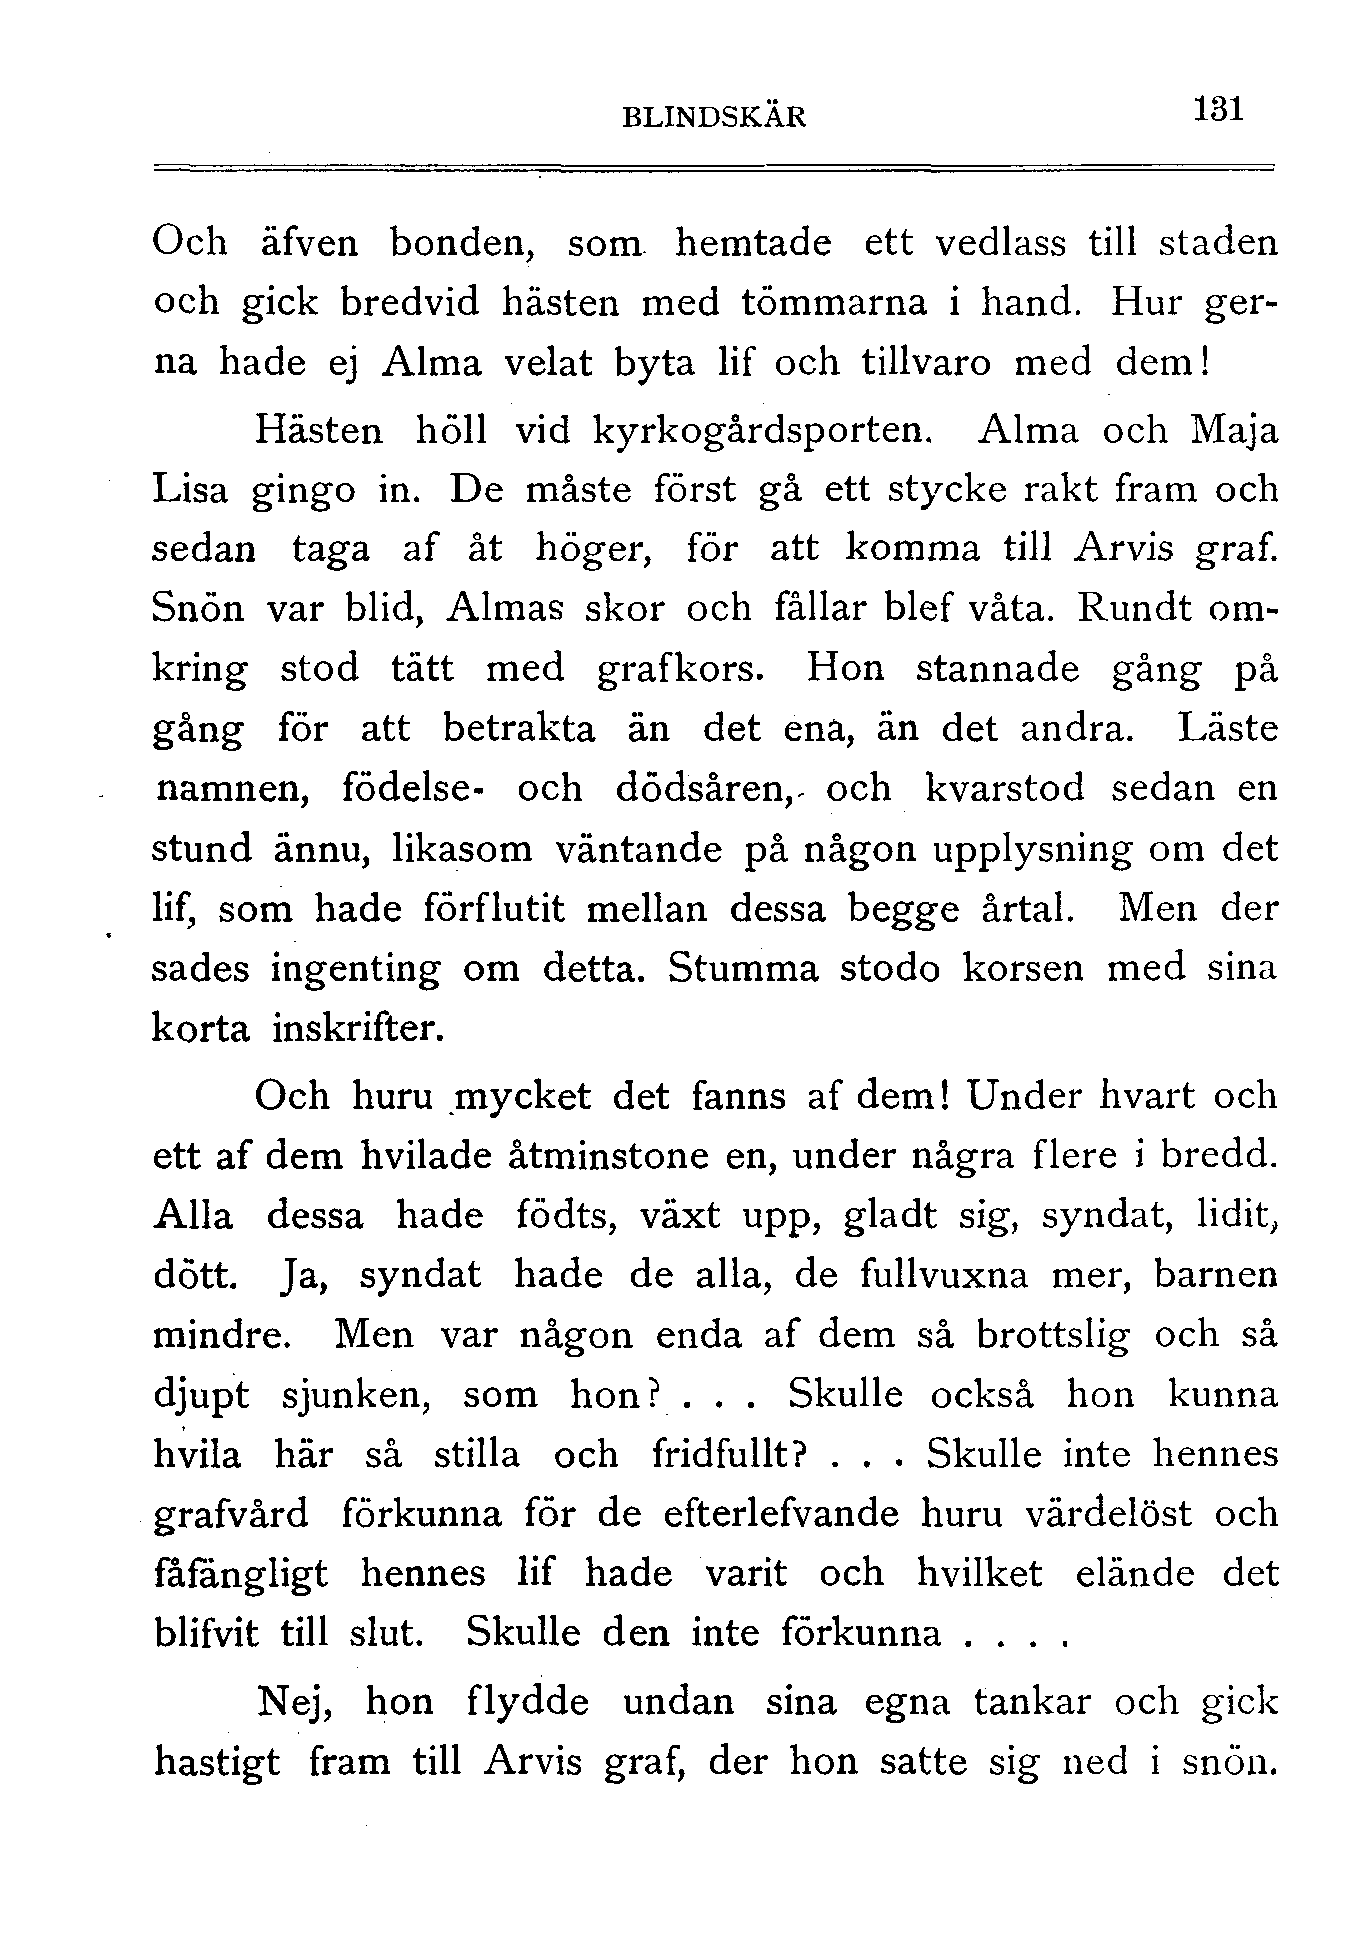 BLINDSKÄR 131
Och äfven bonden, som hemtade ett vedlass till staden
och gick bredvid hästen med tömmarna i hand. Hur ger-
na hade ej Alma velat byta lif och tillvaro med dem!
Hästen höll vid kyrkogårdsporten. Alma och Maja
Lisa gingo in. De måste först gå ett stycke rakt fram och
sedan taga af åt höger, för att komma till Arvis graf.
Snön var blid, Almas skor och fållar blef våta. Rundt om-
kring stod tätt med grafkors. Hon stannade gång på
gång för att betrakta än det ena, än det andra. Läste
namnen, födelse- och dödsåren, och kvarstod sedan en
stund ännu, likasom väntande på någon upplysning om det
lif, som hade förflutit mellan dessa begge årtal. Men der
sades ingenting om detta. Stumma stodo korsen med sina
korta inskrifter.
Och huru mycket det fanns af dem! Under hvart och
ett af dem hvilade åtminstone en, under några flere i bredd.
Alla dessa hade födts, växt upp, gladt sig, syndat, lidit,
dött. Ja, syndat hade de alla, de fullvuxna mer, barnen
mindre. Men var någon enda af dem så brottslig och så
djupt sjunken, som hon? . . . Skulle också hon kunna
hvila här så stilla och fridfullt? . . . Skulle inte hennes
grafvård förkunna för de efterlefvande huru värdelöst och
fåfängligt hennes lif hade varit och hvilket elände det
blifvit till slut. Skulle den inte förkunna . . . .
Nej, hon flydde undan sina egna tankar och gick
hastigt fram till Arvis graf, der hon satte sig ned i snön.